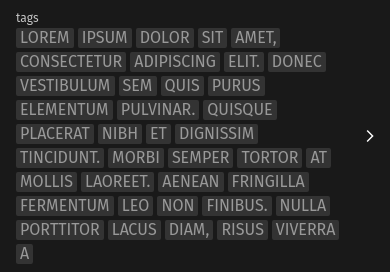 tags
LOREM IPSUM DOLOR SIT AMET,
CONSECTETUR ADIPISCING ELIT. DONEC
VESTIBULUM SEM QUIS PURUS
ELEMENTUM PULVINAR. QUISQUE
PLACERAT NIBH ET DIGNISSIM
TINCIDUNT. MORBI SEMPER TORTOR AT
MOLLIS LAOREET. AENEAN FRINGILLA
FERMENTUM LEO NON FINIBUS. NULLA
PORTTITOR LACUS DIAM, RISUS VIVERRA
A